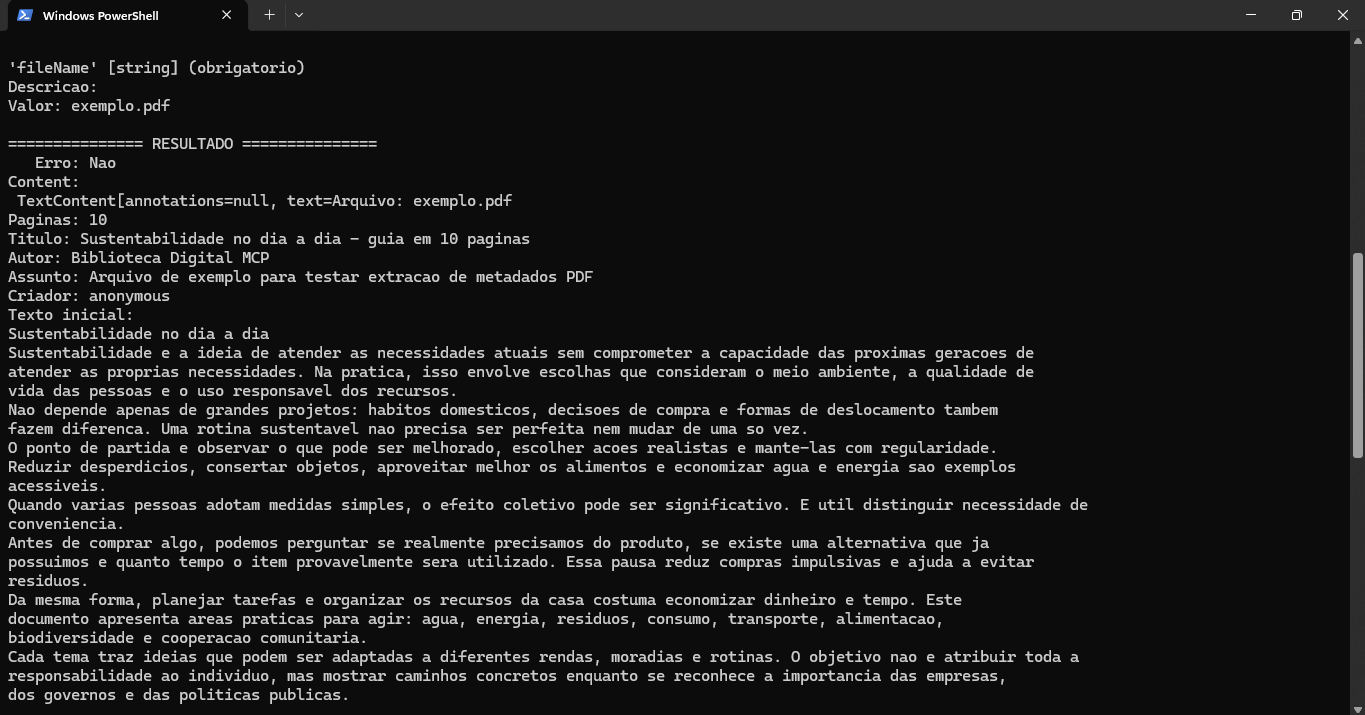 Windows PowerShell
'fileName' [string] (obrigatorio)
Descricao:
Valor: exemplo.pdf
=============== RESULTADO ===============
Erro: Nao
Content:
TextContent[annotations=null, text=Arquivo: exemplo.pdf
Paginas: 10
Titulo: Sustentabilidade no dia a dia - guia em 10 paginas
Autor: Biblioteca Digital MCP
Assunto: Arquivo de exemplo para testar extracao de metadados PDF
Criador: anonymous
Texto inicial:
Sustentabilidade no dia a dia
Sustentabilidade e a ideia de atender as necessidades atuais sem comprometer a capacidade das proximas geracoes de
atender as proprias necessidades. Na pratica, isso envolve escolhas que consideram o meio ambiente, a qualidade de
vida das pessoas e o uso responsavel dos recursos.
Nao depende apenas de grandes projetos: habitos domesticos, decisoes de compra e formas de deslocamento tambem
fazem diferenca. Uma rotina sustentavel nao precisa ser perfeita nem mudar de uma so vez.
O ponto de partida e observar o que pode ser melhorado, escolher acoes realistas e mante-las com regularidade.
Reduzir desperdicios, consertar objetos, aproveitar melhor os alimentos e economizar agua e energia sao exemplos
acessiveis.
Quando varias pessoas adotam medidas simples, o efeito coletivo pode ser significativo. E util distinguir necessidade de
conveniencia.
Antes de comprar algo, podemos perguntar se realmente precisamos do produto, se existe uma alternativa que ja
possuimos e quanto tempo o item provavelmente sera utilizado. Essa pausa reduz compras impulsivas e ajuda a evitar
residuos.
Da mesma forma, planejar tarefas e organizar os recursos da casa costuma economizar dinheiro e tempo. Este
documento apresenta areas praticas para agir: agua, energia, residuos, consumo, transporte, alimentacao,
biodiversidade e cooperacao comunitaria.
Cada tema traz ideias que podem ser adaptadas a diferentes rendas, moradias e rotinas. O objetivo nao e atribuir toda a
responsabilidade ao individuo, mas mostrar caminhos concretos enquanto se reconhece a importancia das empresas,
dos governos e das politicas publicas.